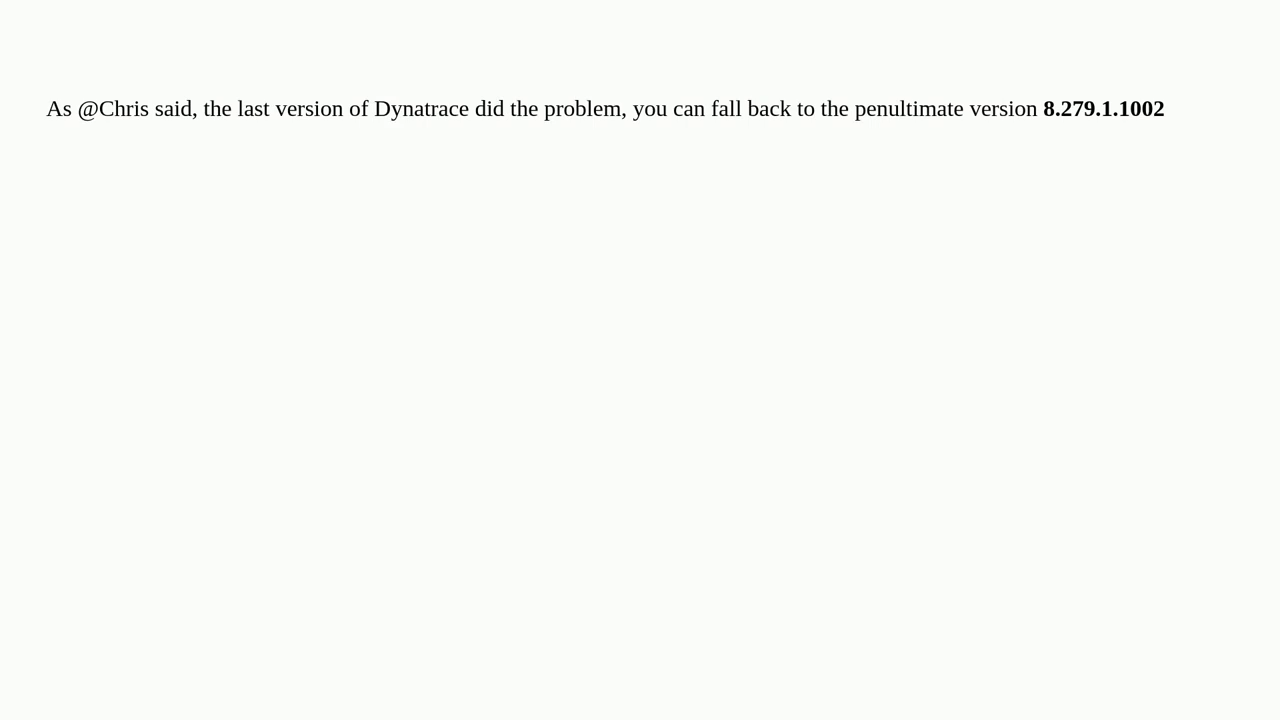 As @Chris said, the last version of Dynatrace did the problem, you can fall back to the penultimate version 8.279.1.1002